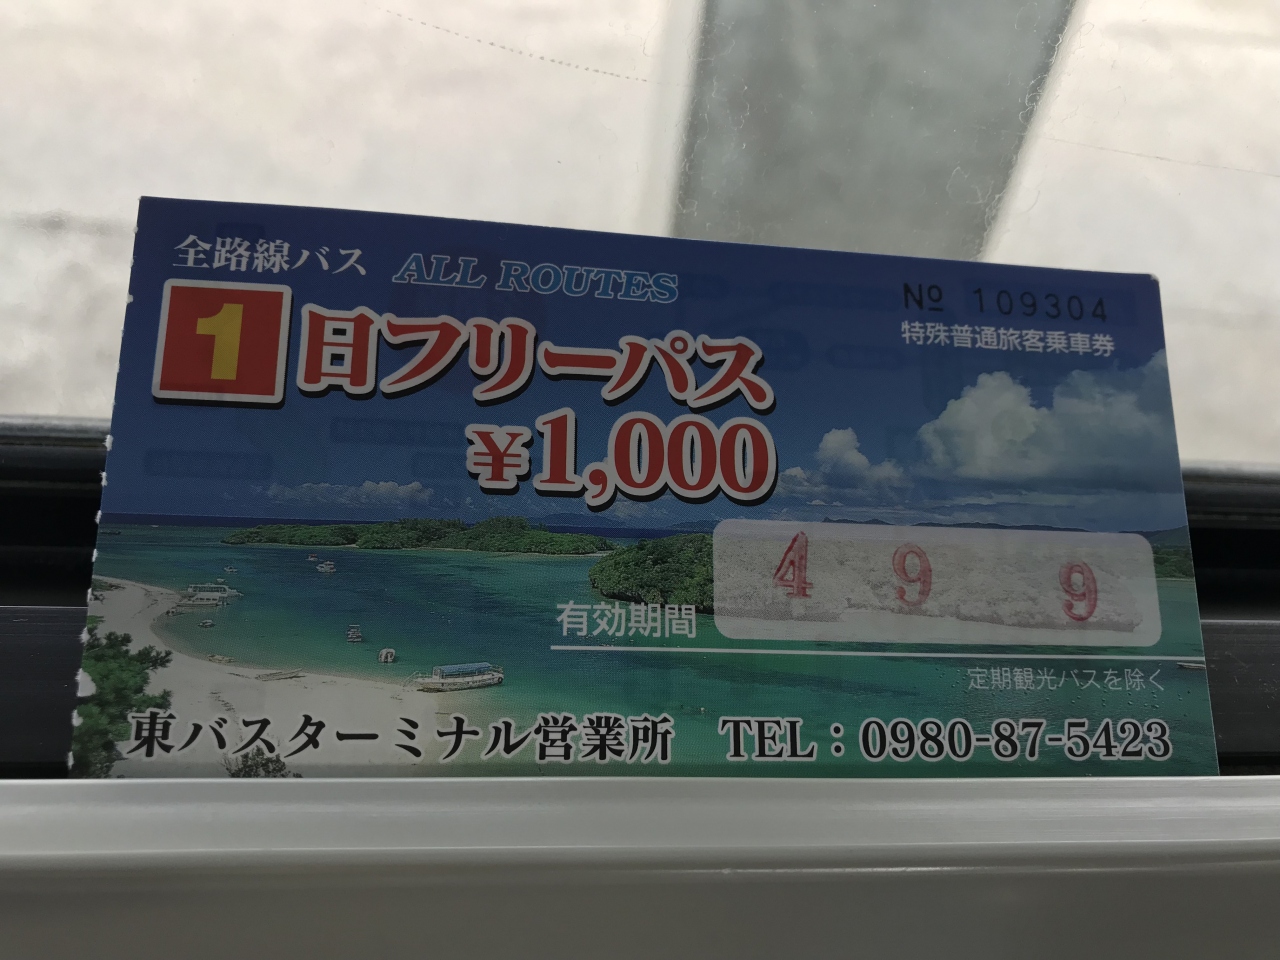 全路線バス ALL ROUTES
№ 109304
特殊普通旅客乗車券
1日フリーパス
¥1,000
有効期間 4 9 9
定期観光バスを除く
東バスターミナル営業所 TEL：0980-87-5423